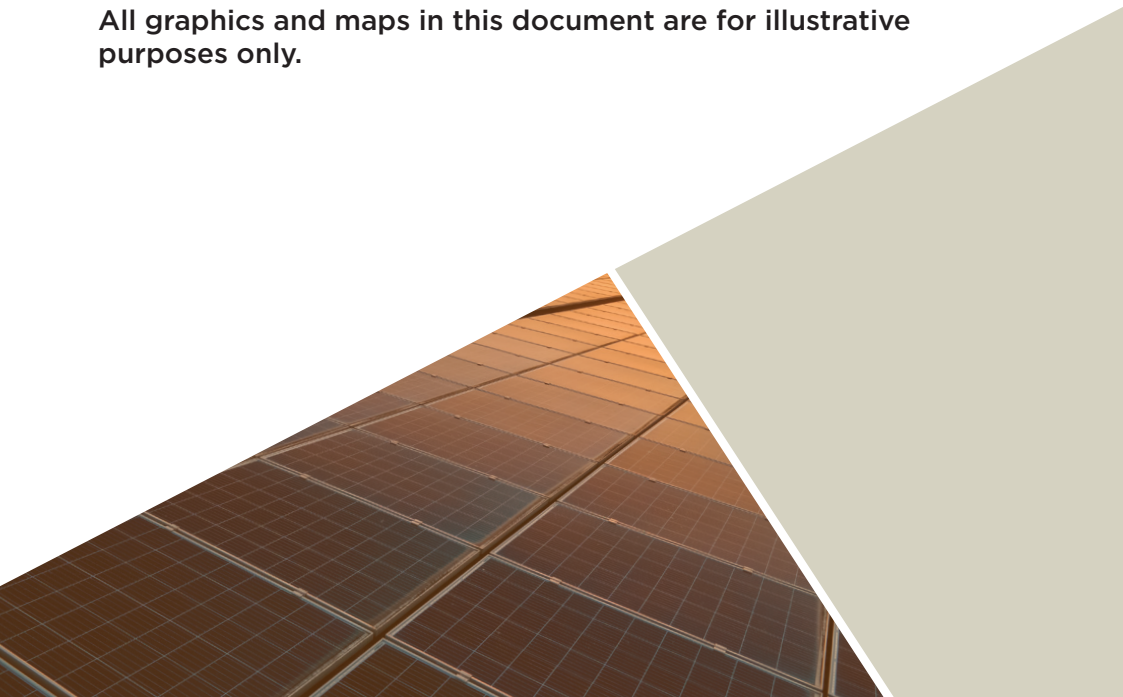 All graphics and maps in this document are for illustrative
purposes only.